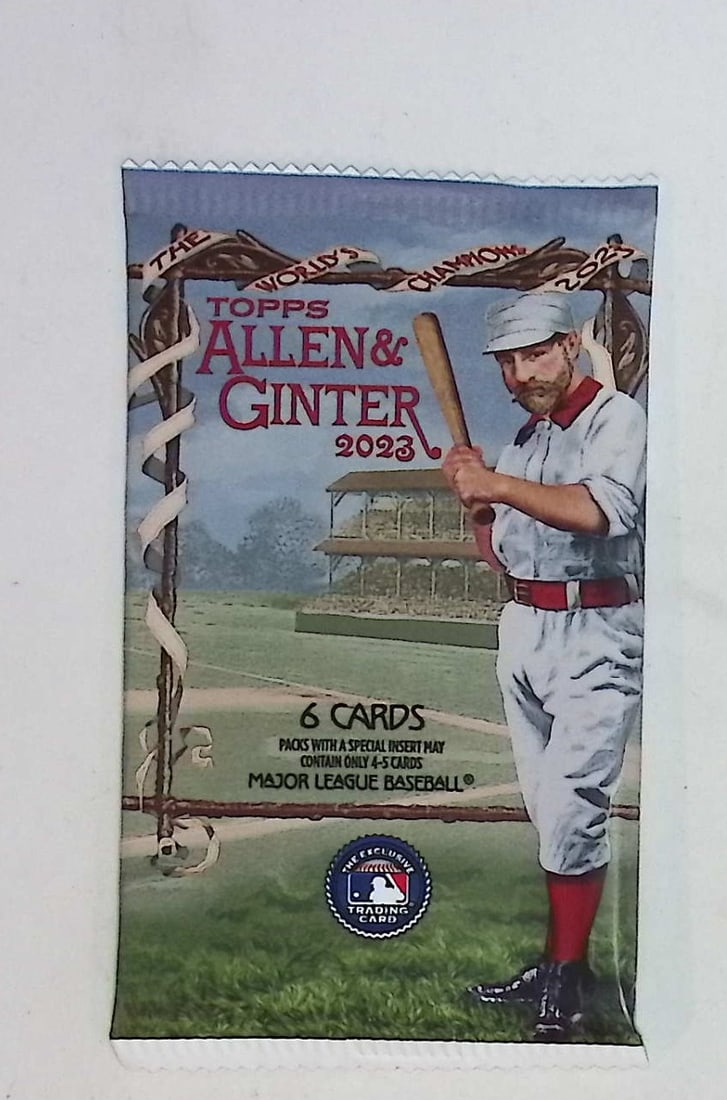 THE WORLD'S CHAMPIONS 2023
TOPPS
ALLEN &
GINTER
2023
6 CARDS
PACKS WITH A SPECIAL INSERT MAY
CONTAIN ONLY 4-5 CARDS
MAJOR LEAGUE BASEBALL®
THE EXCLUSIVE
TRADING
CARD